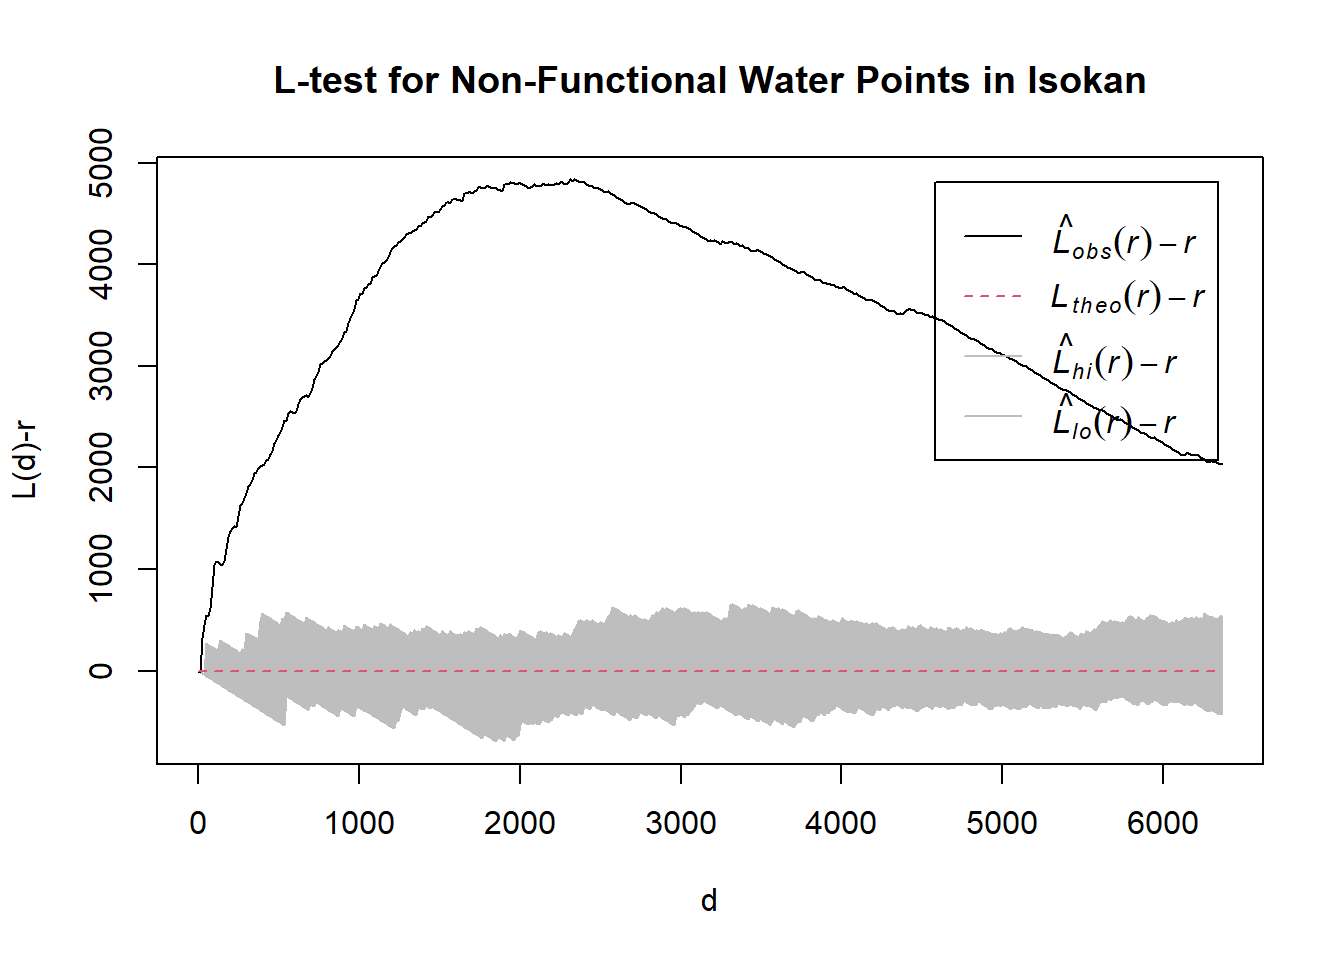 L-test for Non-Functional Water Points in Isokan
L(d)-r
5000
4000
3000
2000
1000
0
L̂obs(r) – r
Ltheo(r) – r
L̂hi(r) – r
L̂lo(r) – r
0 1000 2000 3000 4000 5000 6000
d